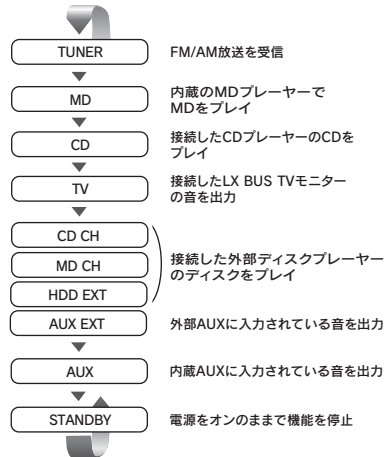 TUNER
FM/AM放送を受信
MD
内蔵のMDプレーヤーで
MDをプレイ
CD
接続したCDプレーヤーのCDを
プレイ
TV
接続したLX BUS TVモニター
の音を出力
CD CH
MD CH
HDD EXT
接続した外部ディスクプレーヤー
のディスクをプレイ
AUX EXT
外部AUXに入力されている音を出力
AUX
内蔵AUXに入力されている音を出力
STANDBY
電源をオンのままで機能を停止